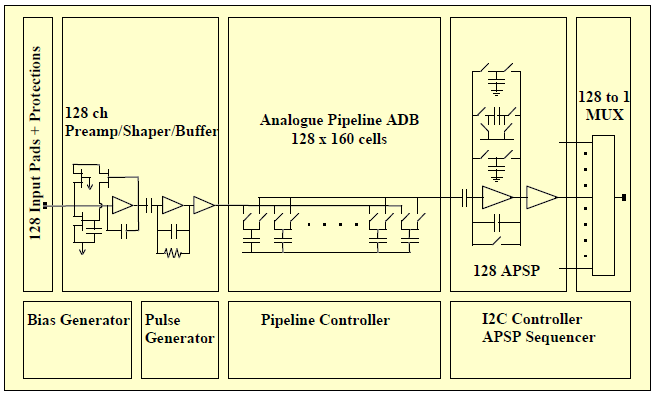 128 Input Pads + Protections
128 ch
Preamp/Shaper/Buffer
Analogue Pipeline ADB
128 x 160 cells
128 APSP
128 to 1
MUX
Bias Generator
Pulse
Generator
Pipeline Controller
I2C Controller
APSP Sequencer